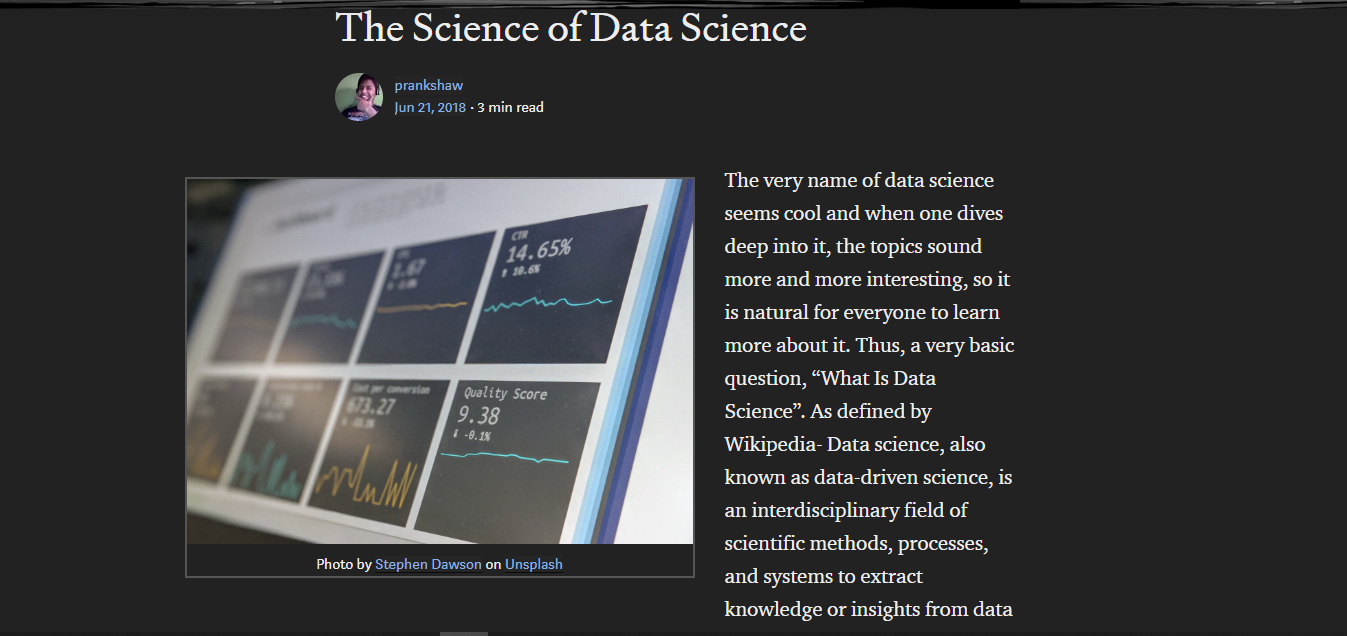 The Science of Data Science
prankshaw
Jun 21, 2018 · 3 min read
CTR
14.65%
10.6%
Cost per conversion
673.27
Quality Score
9.38
-0.1%
Photo by Stephen Dawson on Unsplash
The very name of data science
seems cool and when one dives
deep into it, the topics sound
more and more interesting, so it
is natural for everyone to learn
more about it. Thus, a very basic
question, “What Is Data
Science”. As defined by
Wikipedia- Data science, also
known as data-driven science, is
an interdisciplinary field of
scientific methods, processes,
and systems to extract
knowledge or insights from data